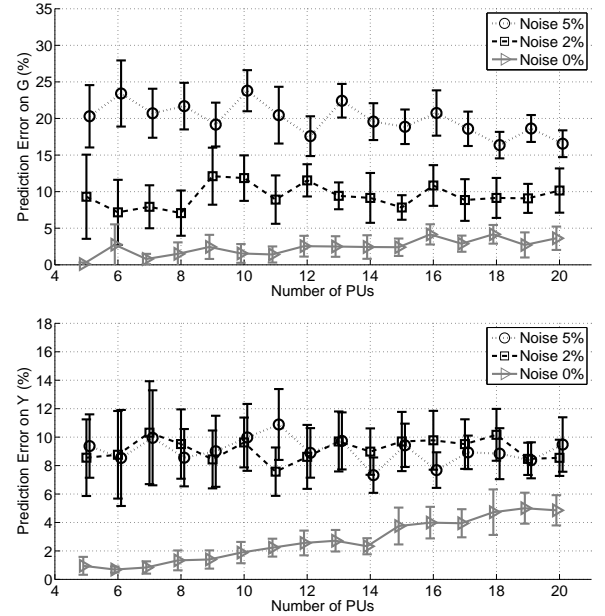 35
30
25
20
15
10
5
0
Prediction Error on G (%)
Noise 5%
Noise 2%
Noise 0%
4 6 8 10 12 14 16 18 20
Number of PUs
18
16
14
12
10
8
6
4
2
0
Prediction Error on Y (%)
Noise 5%
Noise 2%
Noise 0%
4 6 8 10 12 14 16 18 20
Number of PUs